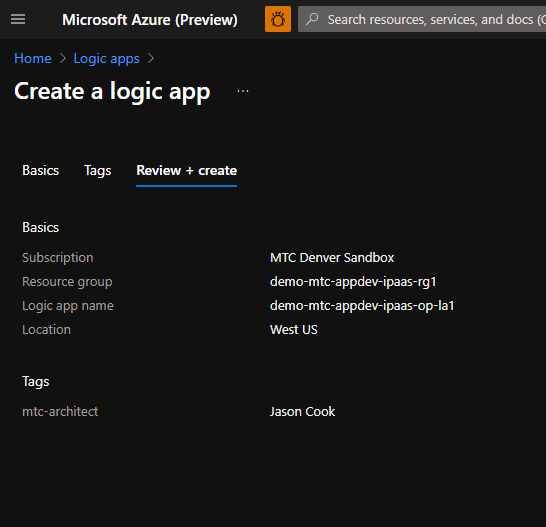 Microsoft Azure (Preview) Search resources, services, and docs (
Home > Logic apps >
Create a logic app ...
Basics Tags Review + create
Basics
Subscription MTC Denver Sandbox
Resource group demo-mtc-appdev-ipaas-rg1
Logic app name demo-mtc-appdev-ipaas-op-la1
Location West US
Tags
mtc-architect Jason Cook